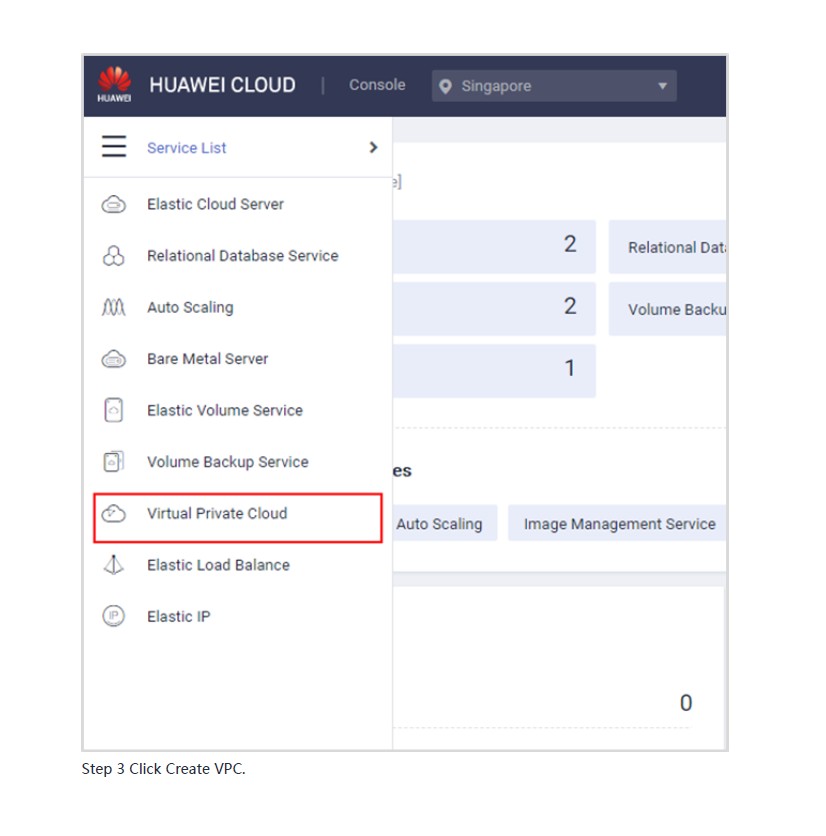 HUAWEI
HUAWEI CLOUD | Console Singapore
Service List
e]
Elastic Cloud Server
2
Relational Data
Relational Database Service
Auto Scaling
2
Volume Backu
Bare Metal Server
1
Elastic Volume Service
Volume Backup Service
es
Virtual Private Cloud
Auto Scaling
Image Management Service
Elastic Load Balance
IP
Elastic IP
0
Step 3 Click Create VPC.